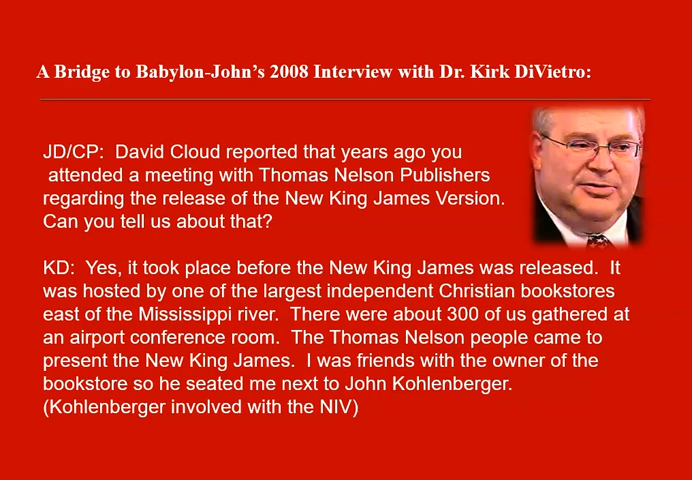 A Bridge to Babylon-John's 2008 Interview with Dr. Kirk DiVietro:
JD/CP:  David Cloud reported that years ago you
attended a meeting with Thomas Nelson Publishers
regarding the release of the New King James Version.
Can you tell us about that?
KD:  Yes, it took place before the New King James was released.  It
was hosted by one of the largest independent Christian bookstores
east of the Mississippi river.  There were about 300 of us gathered at
an airport conference room.  The Thomas Nelson people came to
present the New King James.  I was friends with the owner of the
bookstore so he seated me next to John Kohlenberger.
(Kohlenberger involved with the NIV)